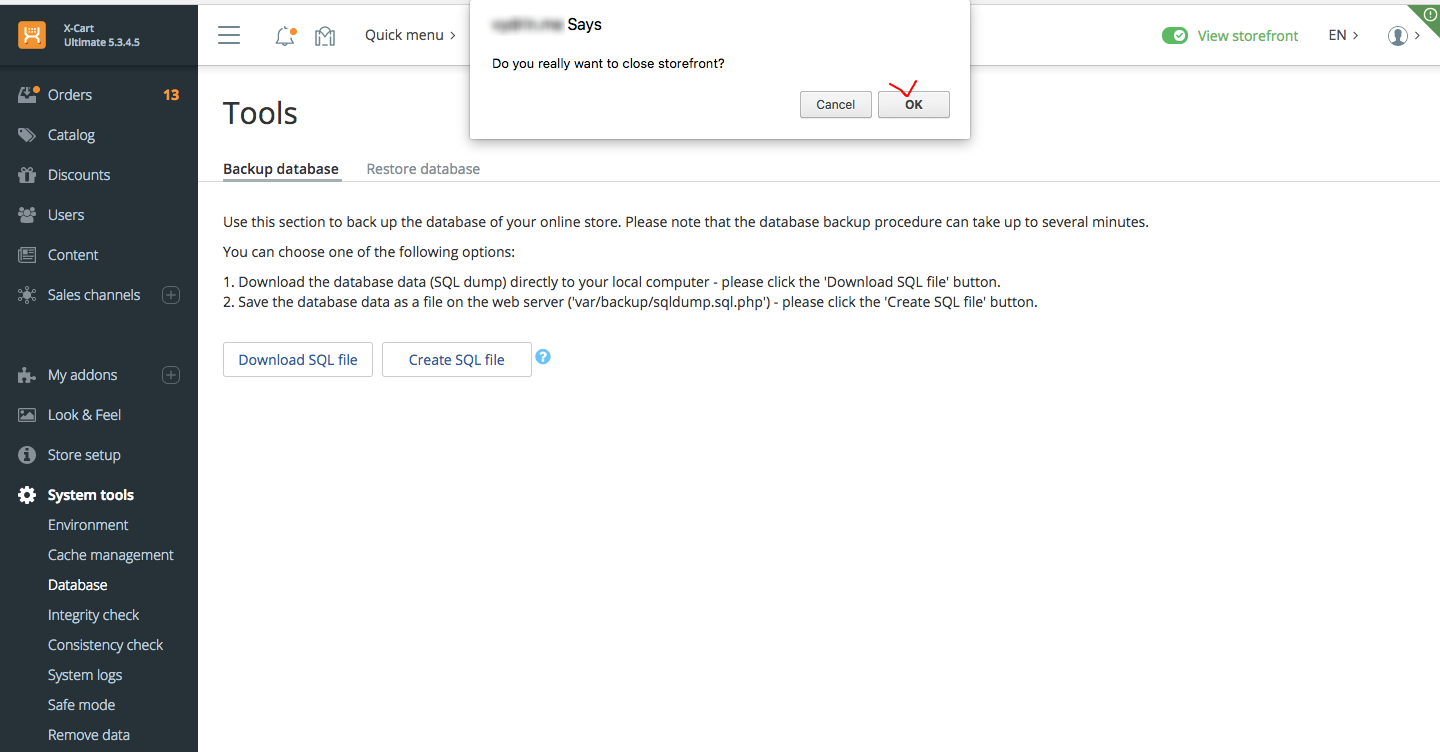 X-Cart
Ultimate 5.3.4.5
Quick menu
Says
Do you really want to close storefront?
Cancel
OK
View storefront
EN
Orders
13
Catalog
Discounts
Users
Content
Sales channels
My addons
Look & Feel
Store setup
System tools
Environment
Cache management
Database
Integrity check
Consistency check
System logs
Safe mode
Remove data
Tools
Backup database
Restore database
Use this section to back up the database of your online store. Please note that the database backup procedure can take up to several minutes.
You can choose one of the following options:
1. Download the database data (SQL dump) directly to your local computer - please click the 'Download SQL file' button.
2. Save the database data as a file on the web server ('var/backup/sqldump.sql.php') - please click the 'Create SQL file' button.
Download SQL file
Create SQL file
?